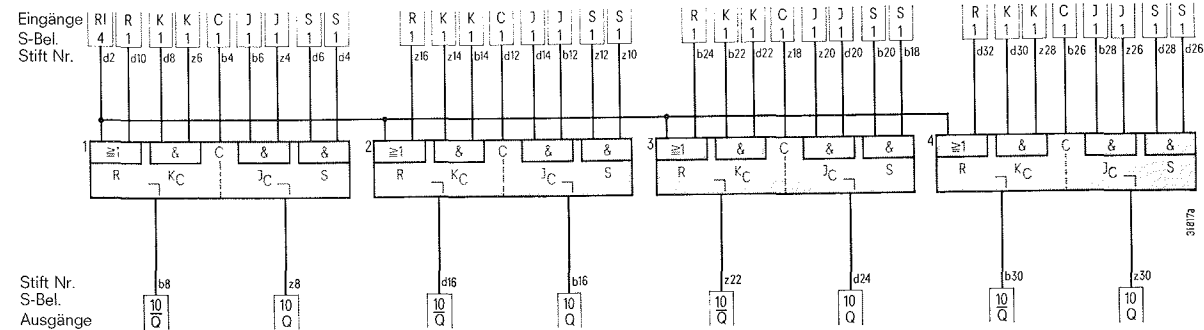 Eingänge RI R K K C J J S S R K K C J J S S R K K C J J S S R K K C J J S S
S-Bel. 4 1 1 1 1 1 1 1 1 1 1 1 1 1 1 1 1 1 1 1 1 1 1 1 1 1 1 1 1 1 1 1 1
Stift Nr. d2 d10 d8 z6 b4 b6 z4 d6 d4 z16 z14 b14 d12 d14 b12 z12 z10 b24 b22 d22 z18 z20 d20 b20 b18 d32 d30 z28 b26 b28 z26 d28 d26
1 ≧1 & C & & 2 ≧1 & C & & 3 ≧1 & C & & 4 ≧1 & C & &
R KC JC S R KC JC S R KC JC S R KC JC S
31817a
Stift Nr. b8 z8 d16 b16 z22 d24 b30 z30
S-Bel. 10 10 10 10 10 10 10 10
Ausgänge Q̅ Q Q̅ Q Q̅ Q Q̅ Q